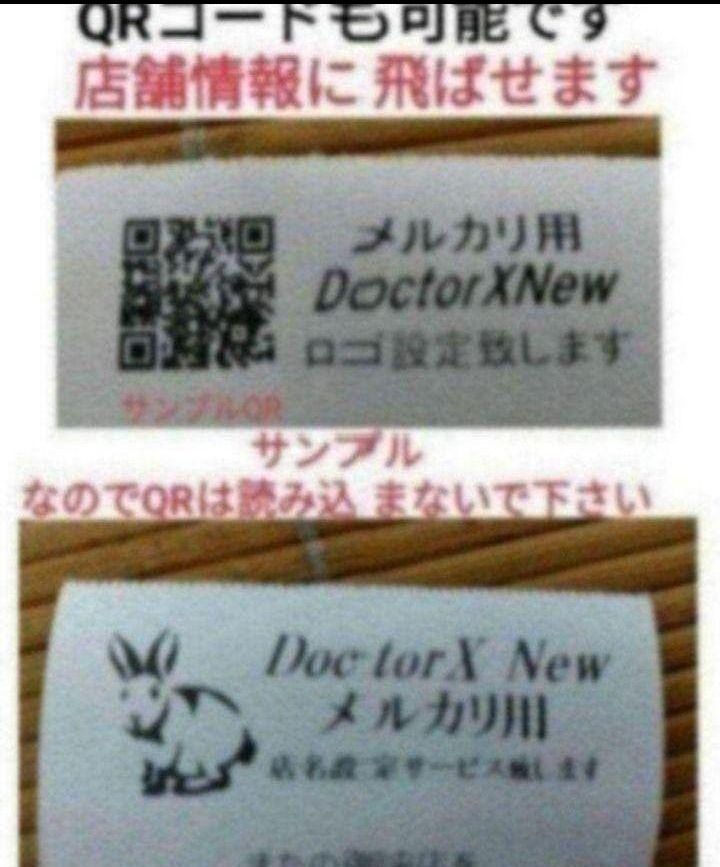 QRコードも可能です
店舗情報に 飛ばせます
メルカリ用
DoctorXNew
ロゴ設定致します
サンプルQR
サンプル
なのでQRは読み込 まないで下さい
DoctorX New
メルカリ用
店名設定サービス致します